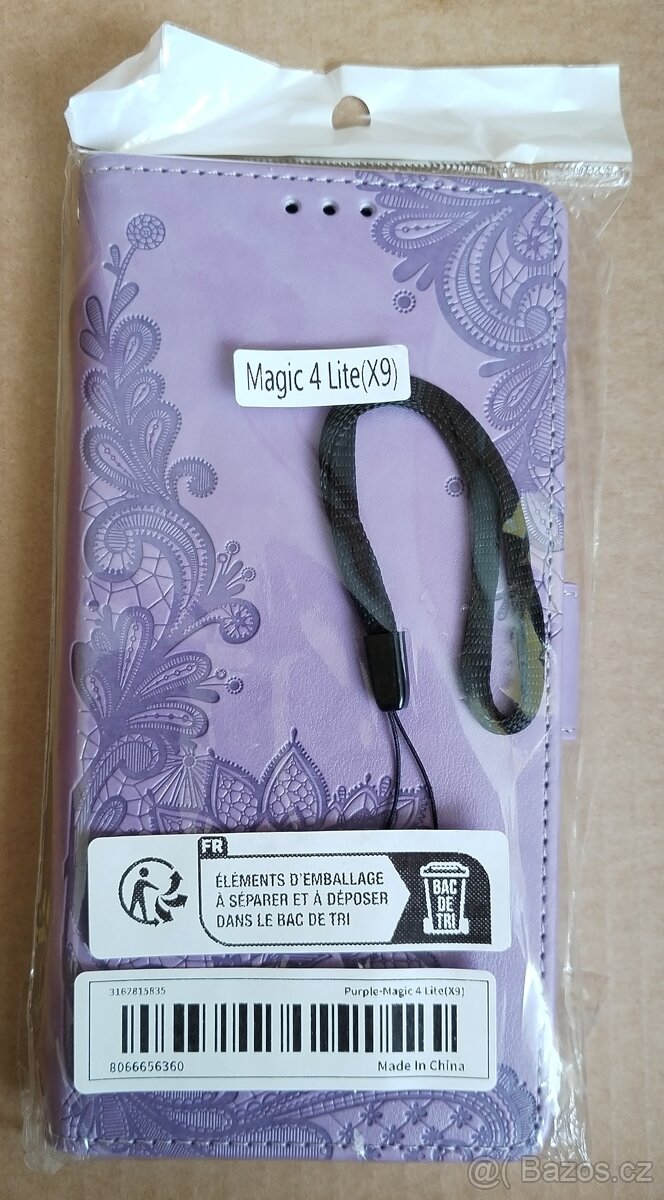 Magic 4 Lite(X9)
FR
ÉLÉMENTS D'EMBALLAGE
À SÉPARER ET À DÉPOSER
DANS LE BAC DE TRI
BAC
DE
TRI
3162815835
Purple-Magic 4 Lite(X9)
8066656360
Made In China
@( Bazos.cz